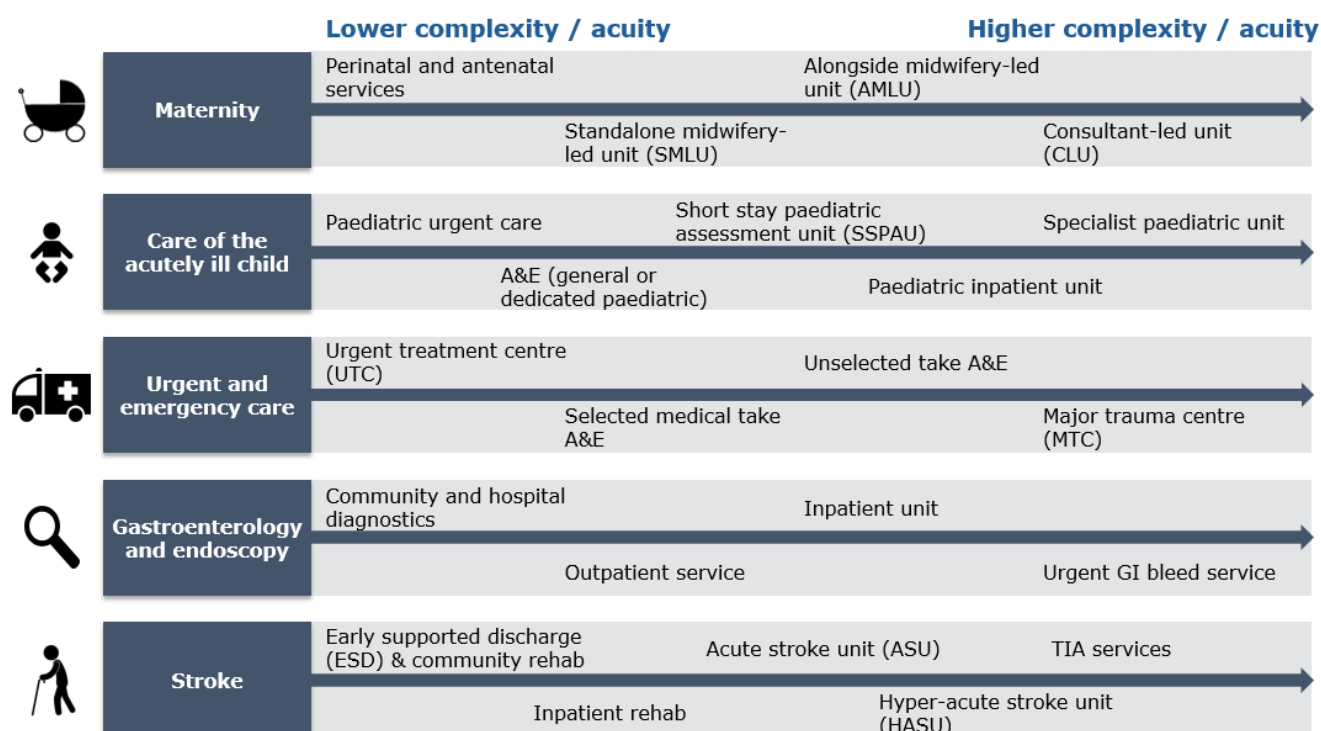 Lower complexity / acuity
Higher complexity / acuity
Maternity
Perinatal and antenatal
services
Alongside midwifery-led
unit (AMLU)
Standalone midwifery-
led unit (SMLU)
Consultant-led unit
(CLU)
Care of the
acutely ill child
Paediatric urgent care
Short stay paediatric
assessment unit (SSPAU)
Specialist paediatric unit
A&E (general or
dedicated paediatric)
Paediatric inpatient unit
Urgent and
emergency care
Urgent treatment centre
(UTC)
Unselected take A&E
Selected medical take
A&E
Major trauma centre
(MTC)
Gastroenterology
and endoscopy
Community and hospital
diagnostics
Inpatient unit
Outpatient service
Urgent GI bleed service
Stroke
Early supported discharge
(ESD) & community rehab
Acute stroke unit (ASU)
TIA services
Inpatient rehab
Hyper-acute stroke unit
(HASU)